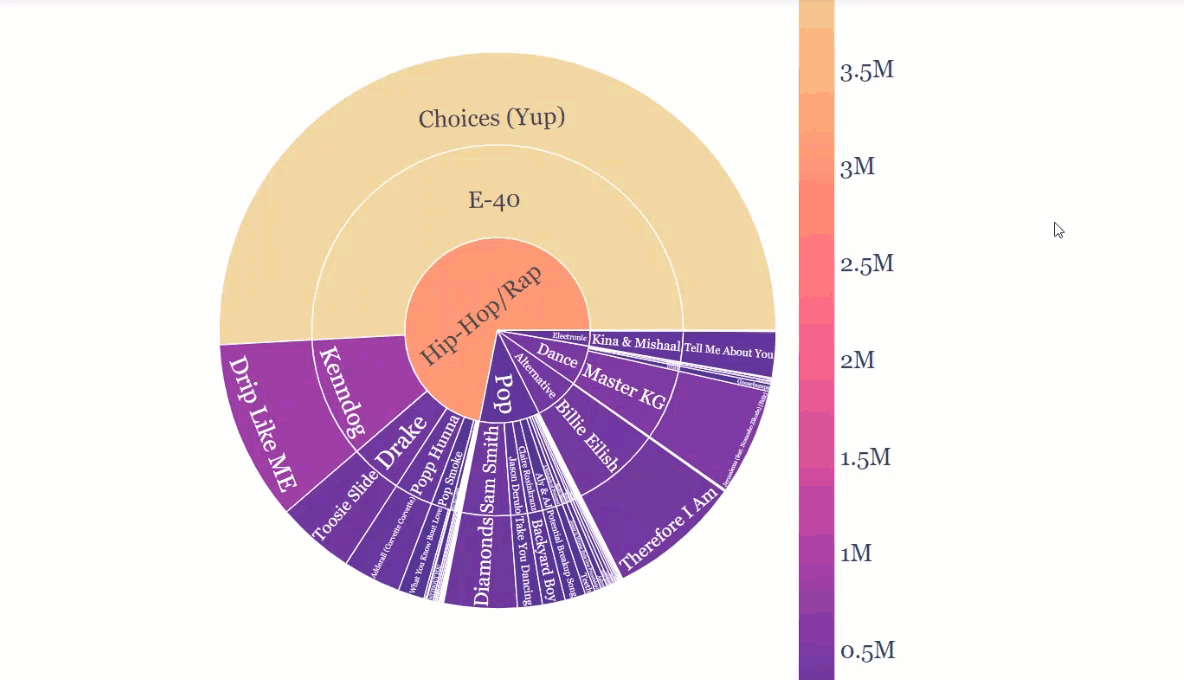 Choices (Yup)
E-40
Hip-Hop/Rap
Electronic
Kina & Mishaal
Tell Me About You
Dance
Master KG
Alternative
Billie Eilish
Therefore I Am
Pop
Sam Smith
Diamonds
Jason Derulo
Take You Dancing
Claire Rosinkranz
Backyard Boy
Aly & AJ
Potential Breakup Song
Kenndog
Drip Like ME
Drake
Toosie Slide
Popp Hunna
Adderall (Corvette Corvette)
Pop Smoke
What You Know Bout Love
3.5M
3M
2.5M
2M
1.5M
1M
0.5M